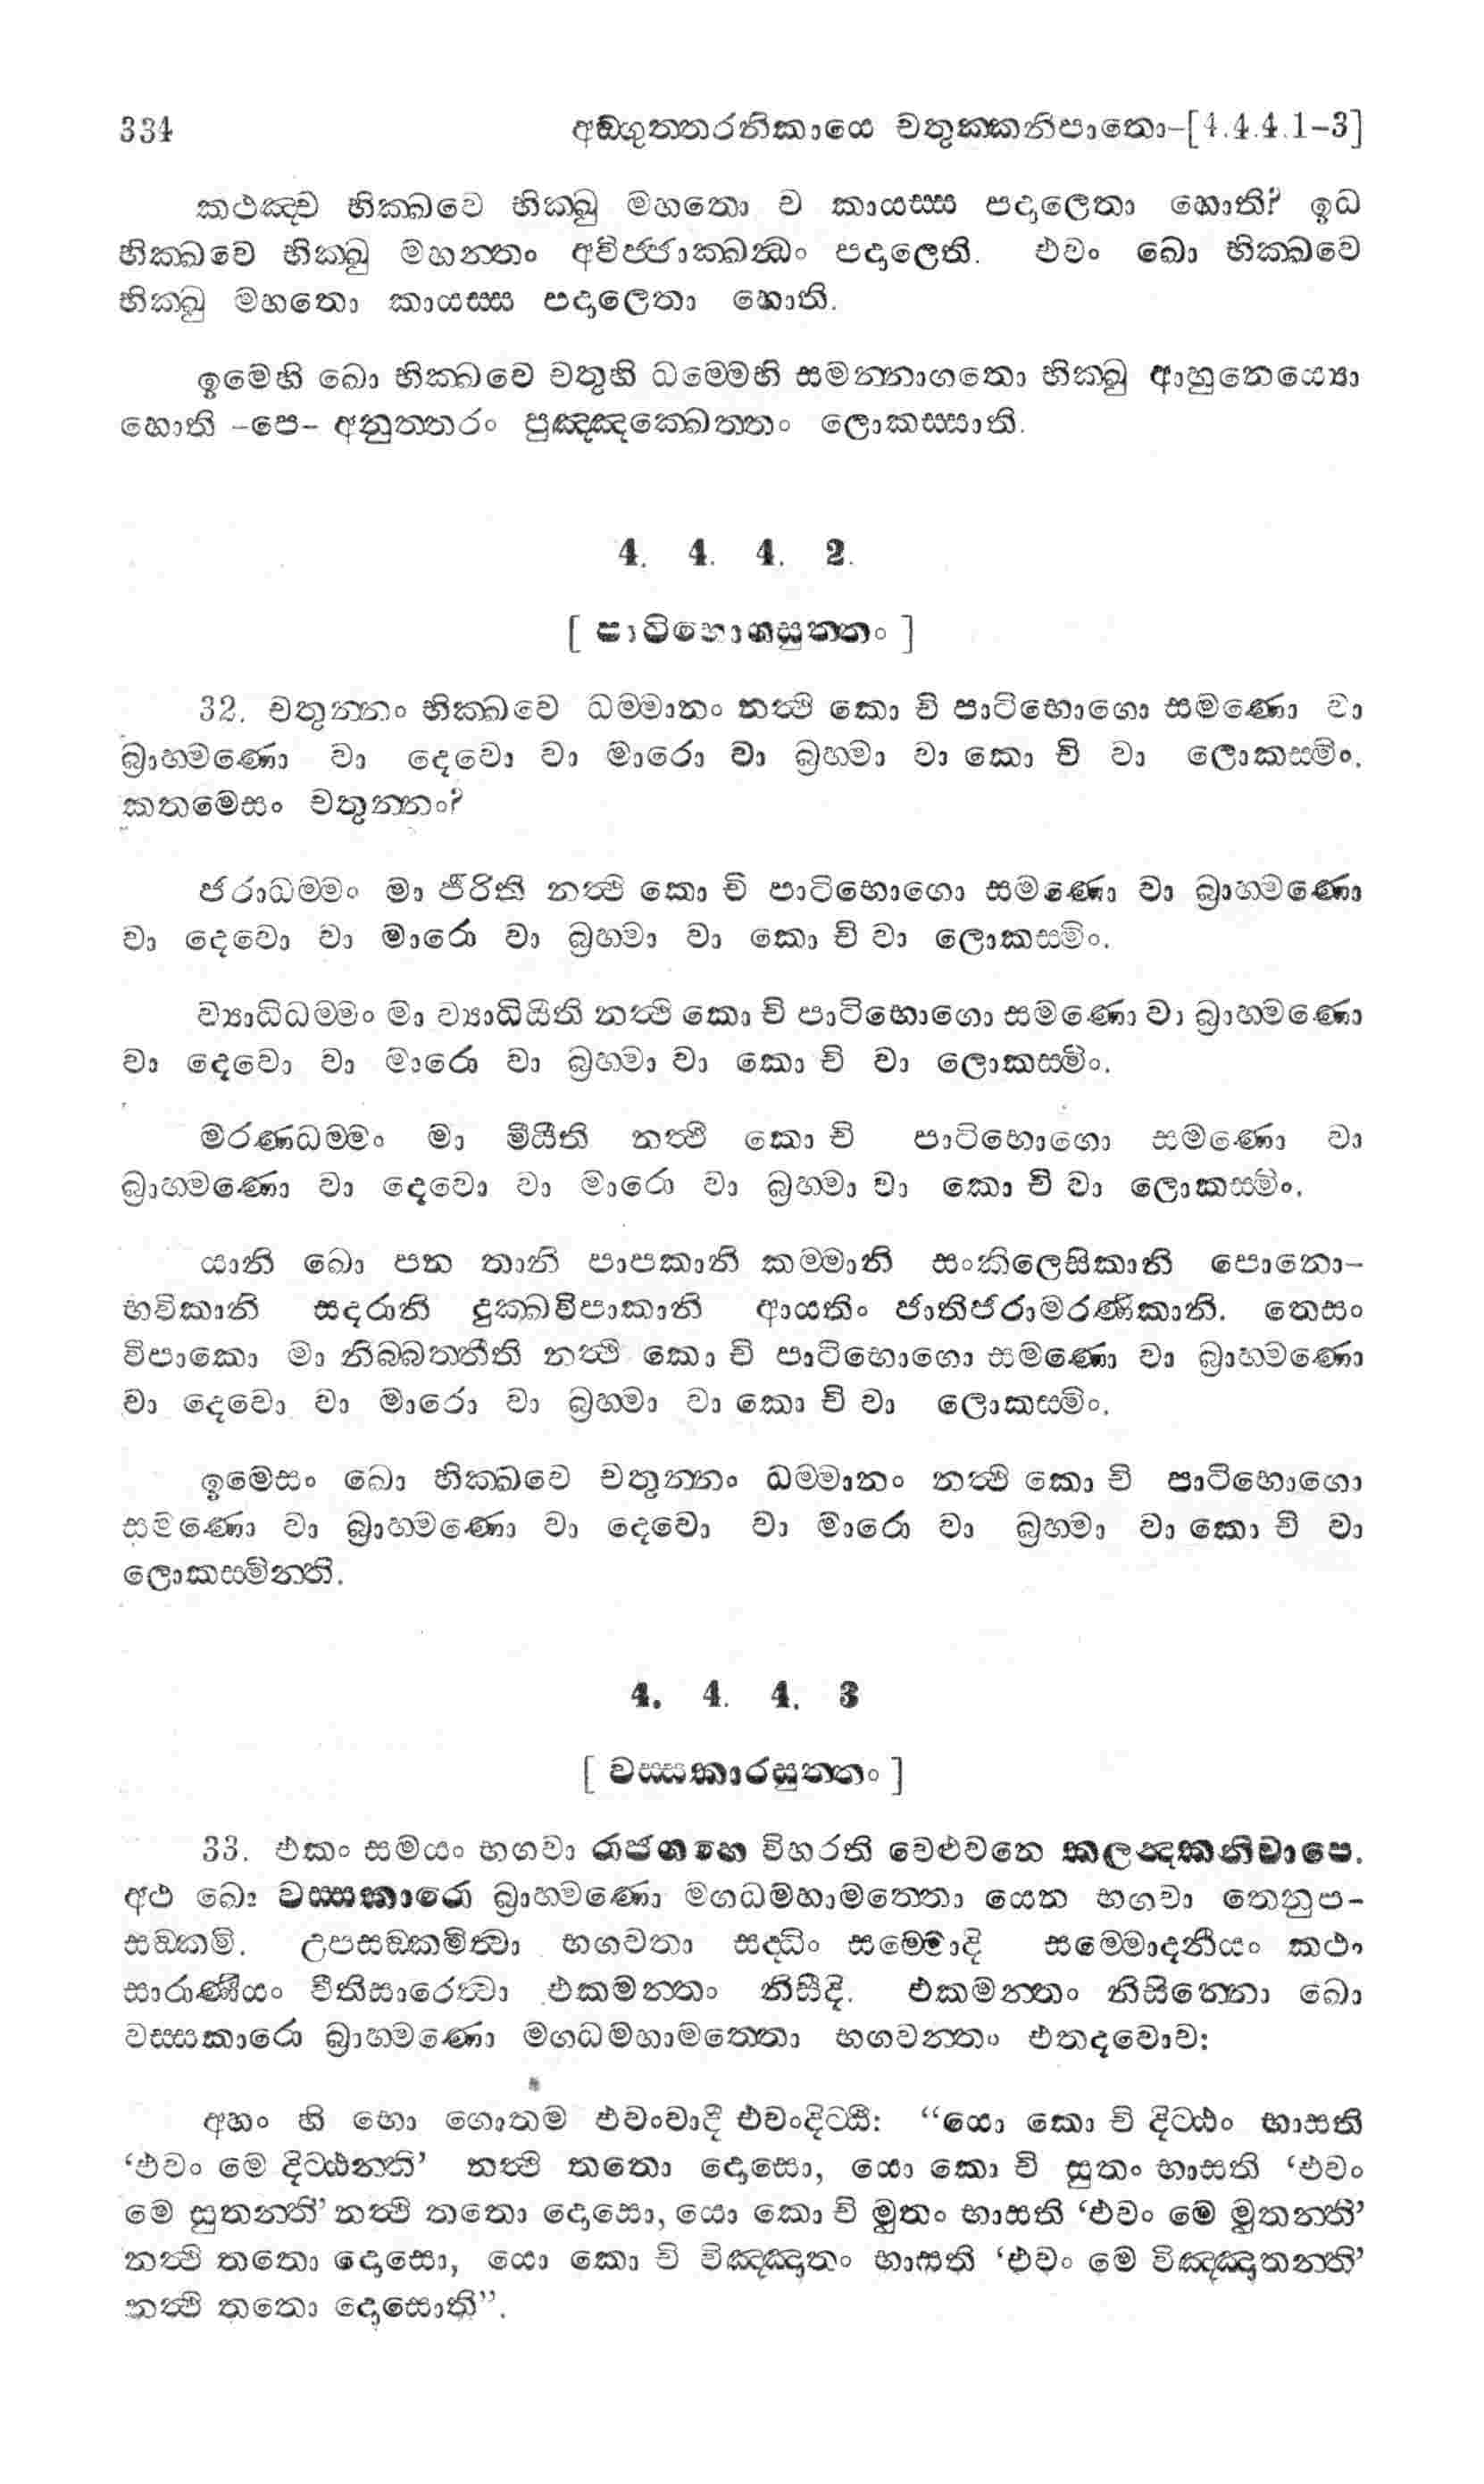 334 අඞ්ගුත්තරනිකායෙ චතුක්කනිපාතො-[4.4.4.1-3]
කථඤ්ච භික්ඛවෙ භික්ඛු මහතො ච කායස්ස පදාලෙතා හොති? ඉධ
භික්ඛවෙ භික්ඛු මහන්තං අවිජ්ජාක්ඛන්ධං පදාලෙති. එවං ඛො භික්ඛවෙ
භික්ඛු මහතො කායස්ස පදාලෙතා හොති.
ඉමෙහි ඛො භික්ඛවෙ චතූහි ධම්මෙහි සමන්නාගතො භික්ඛු ආහුනෙය්‍යො
හොති -පෙ- අනුත්තරං පුඤ්ඤක්ඛෙත්තං ලොකස්සාති.
4. 4. 4. 2.
[ පාටිභොගසුත්තං ]
32. චතුන්නං භික්ඛවෙ ධම්මානං නත්‍ථි කො චි පාටිභොගො සමණො වා
බ්‍රාහ්මණො වා දෙවො වා මාරො වා බ්‍රහ්මා වා කො චි වා ලොකස්මිං.
කතමෙසං චතුන්නං?
ජරාධම්මං මා ජීරීති නත්‍ථි කො චි පාටිභොගො සමණො වා බ්‍රාහ්මණො
වා දෙවො වා මාරො වා බ්‍රහ්මා වා කො චි වා ලොකස්මිං.
ව්‍යාධිධම්මං මා ව්‍යාධියීති නත්‍ථි කො චි පාටිභොගො සමණො වා බ්‍රාහ්මණො
වා දෙවො වා මාරො වා බ්‍රහ්මා වා කො චි වා ලොකස්මිං.
මරණධම්මං මා මීයීති නත්‍ථි කො චි පාටිභොගො සමණො වා
බ්‍රාහ්මණො වා දෙවො වා මාරො වා බ්‍රහ්මා වා කො චි වා ලොකස්මිං.
යානි ඛො පන තානි පාපකානි කම්මානි සංකිලෙසිකානි පොනො-
භවිකානි සදරානි දුක්ඛවිපාකානි ආයතිං ජාතිජරාමරණිකානි. තෙසං
විපාකො මා නිබ්බත්තීති නත්‍ථි කො චි පාටිභොගො සමණො වා බ්‍රාහ්මණො
වා දෙවො වා මාරො වා බ්‍රහ්මා වා කො චි වා ලොකස්මිං.
ඉමෙසං ඛො භික්ඛවෙ චතුන්නං ධම්මානං නත්‍ථි කො චි පාටිභොගො
සමණො වා බ්‍රාහ්මණො වා දෙවො වා මාරො වා බ්‍රහ්මා වා කො චි වා
ලොකස්මින්ති.
4. 4. 4. 3
[ වස්සකාරසුත්තං ]
33. එකං සමයං භගවා රාජගහෙ විහරති වෙළුවනෙ කලන්‍දකනිවාපෙ.
අථ ඛො වස්සකාරො බ්‍රාහ්මණො මගධමහාමත්තො යෙන භගවා තෙනුප-
සඞ්කමි. උපසඞ්කමිත්‍වා භගවතා සද්ධිං සම්මොදි සම්මොදනීයං කථං
සාරාණීයං වීතිසාරෙත්‍වා එකමන්තං නිසීදි. එකමන්තං නිසින්නො ඛො
වස්සකාරො බ්‍රාහ්මණො මගධමහාමත්තො භගවන්තං එතදවොච:
අහං හි භො ගොතම එවංවාදී එවංදිට්ඨී: “යො කො චි දිට්ඨං භාසති
‘එවං මෙ දිට්ඨන්ති’ නත්‍ථි තතො දොසො, යො කො චි සුතං භාසති ‘එවං
මෙ සුතන්ති’ නත්‍ථි තතො දොසො, යො කො චි මුතං භාසති ‘එවං මෙ මුතන්ති’
නත්‍ථි තතො දොසො, යො කො චි විඤ්ඤාතං භාසති ‘එවං මෙ විඤ්ඤාතන්ති’
නත්‍ථි තතො දොසොති”.